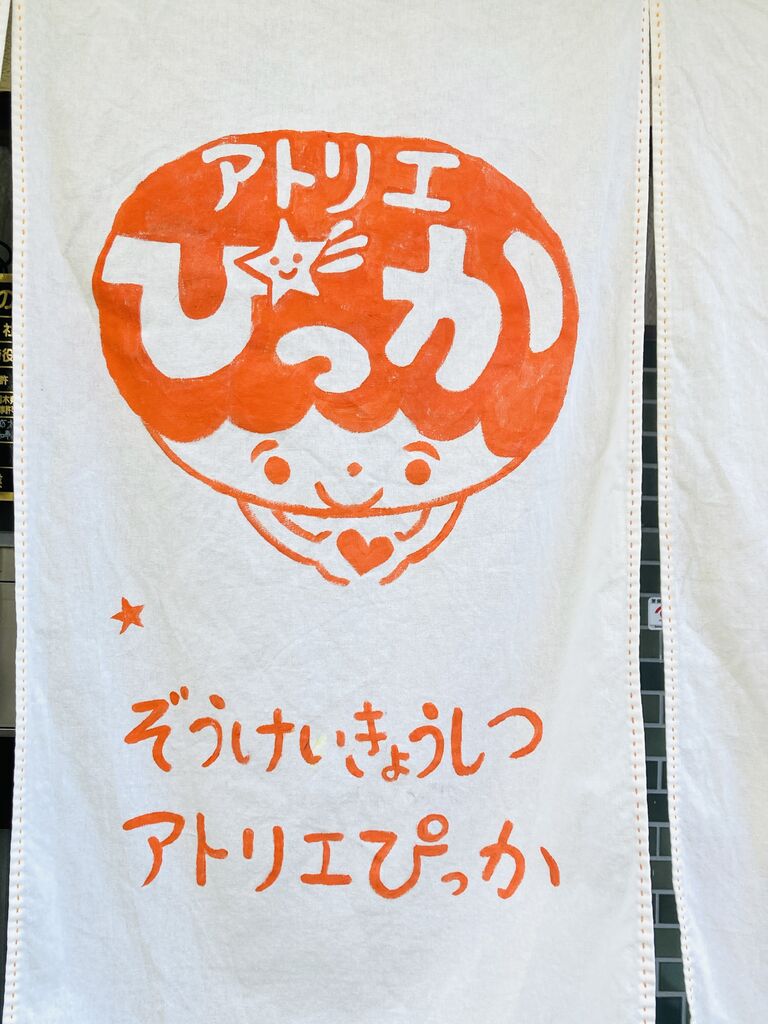 アトリエ
ぴっか
ぞうけいきょうしつ
アトリエぴっか